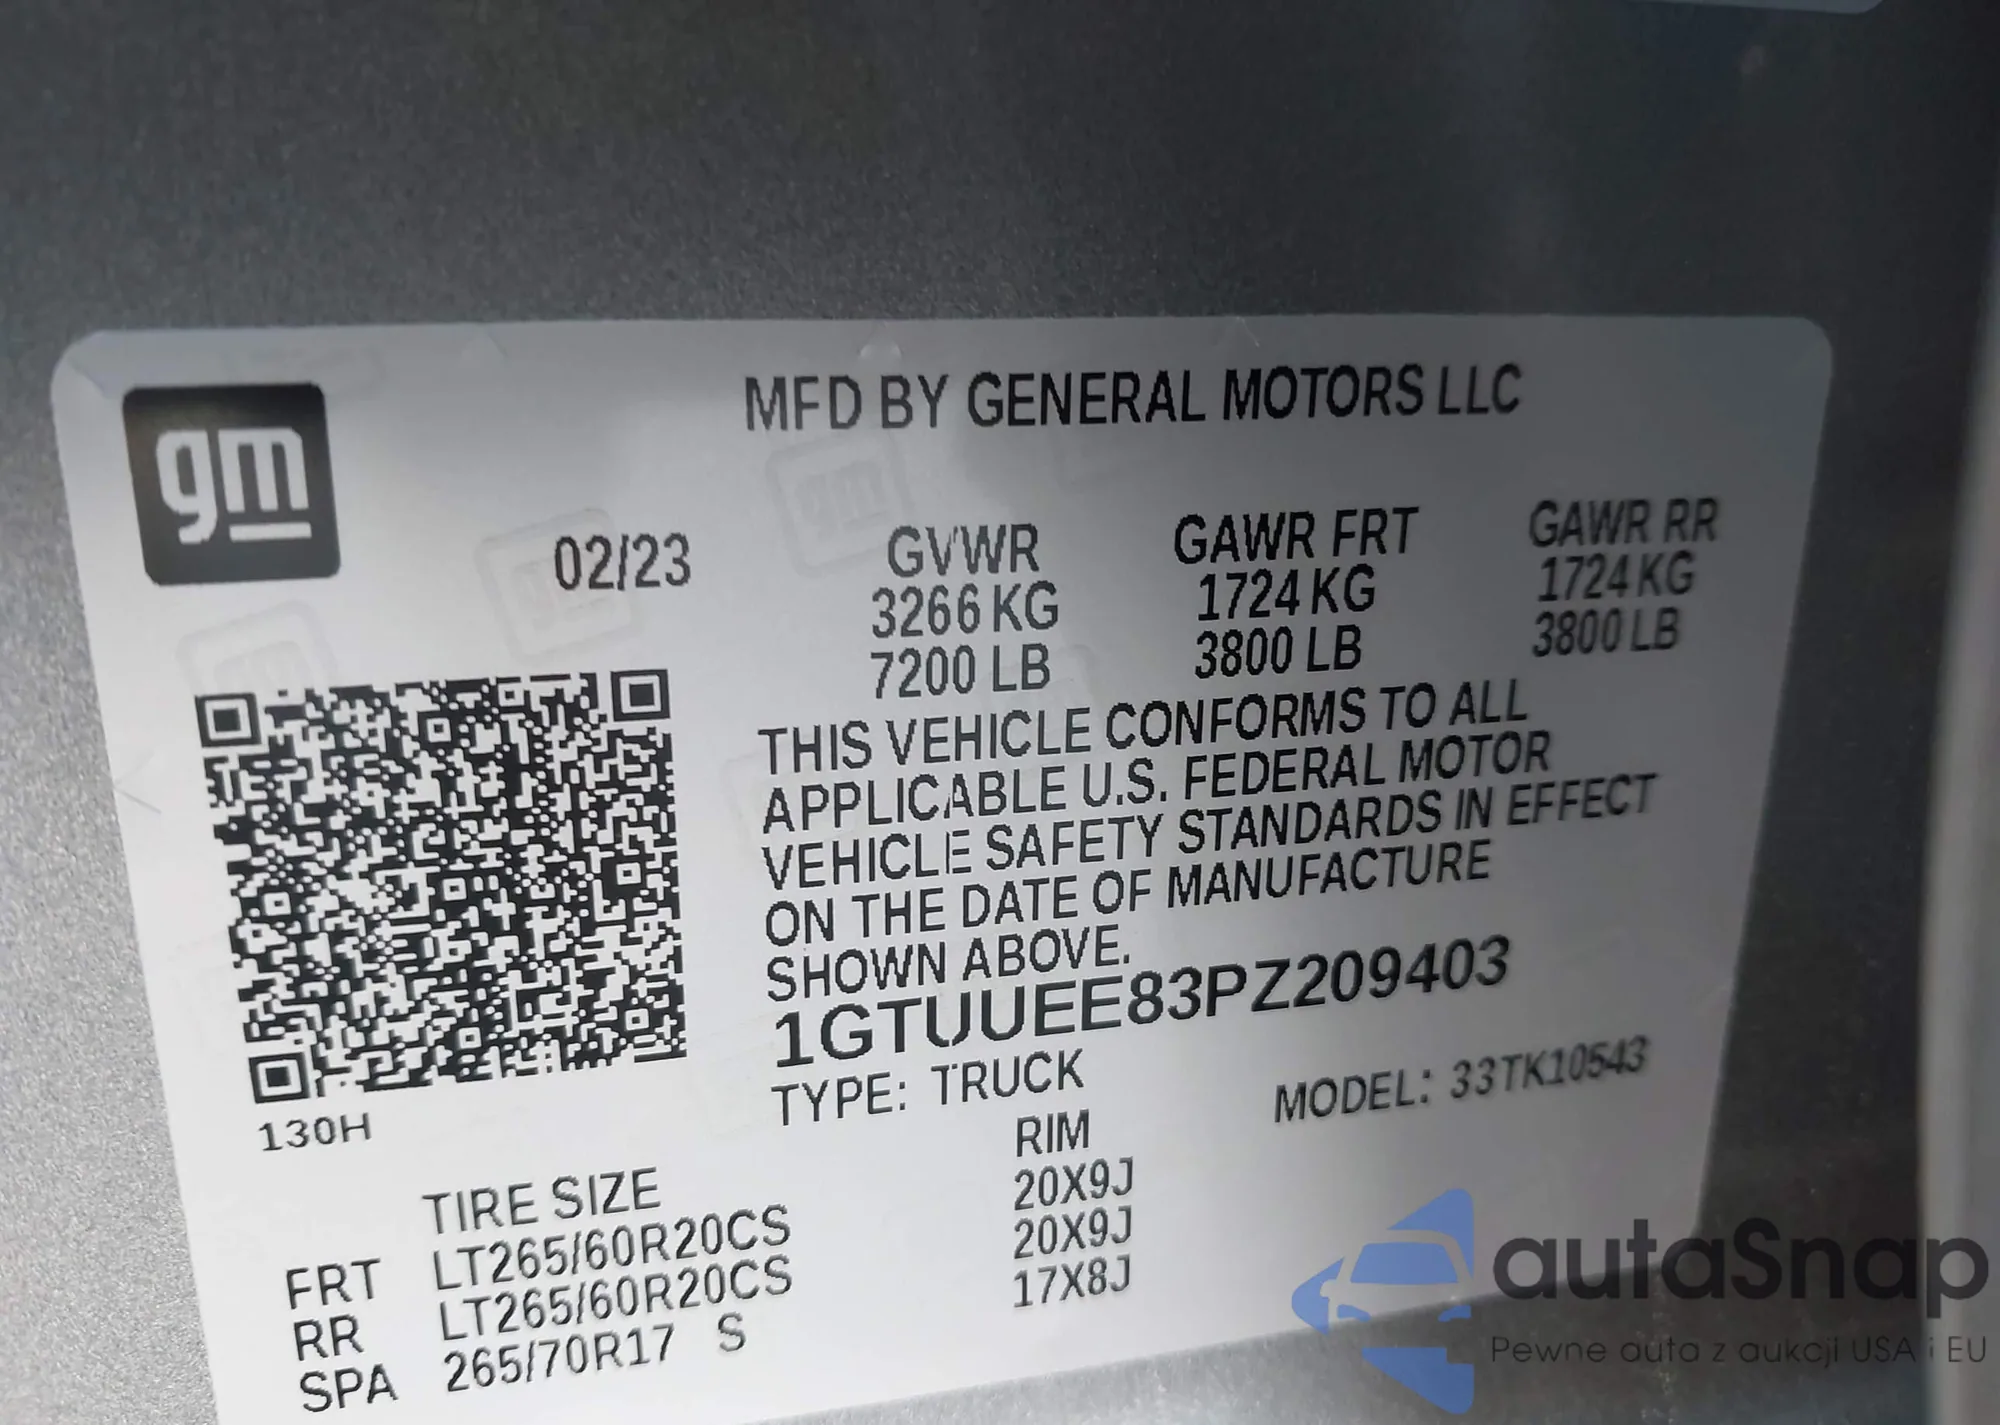 gm
MFD BY GENERAL MOTORS LLC
02/23 GVWR GAWR FRT GAWR RR
3266 KG 1724 KG 1724 KG
7200 LB 3800 LB 3800 LB
THIS VEHICLE CONFORMS TO ALL
APPLICABLE U.S. FEDERAL MOTOR
VEHICLE SAFETY STANDARDS IN EFFECT
ON THE DATE OF MANUFACTURE
SHOWN ABOVE.
1GTUUEE83PZ209403
TYPE: TRUCK MODEL: 33TK10543
130H
TIRE SIZE RIM
FRT LT265/60R20CS 20X9J
RR LT265/60R20CS 20X9J
SPA 265/70R17 S 17X8J
autaSnap
Pewne auta z aukcji USA i EU